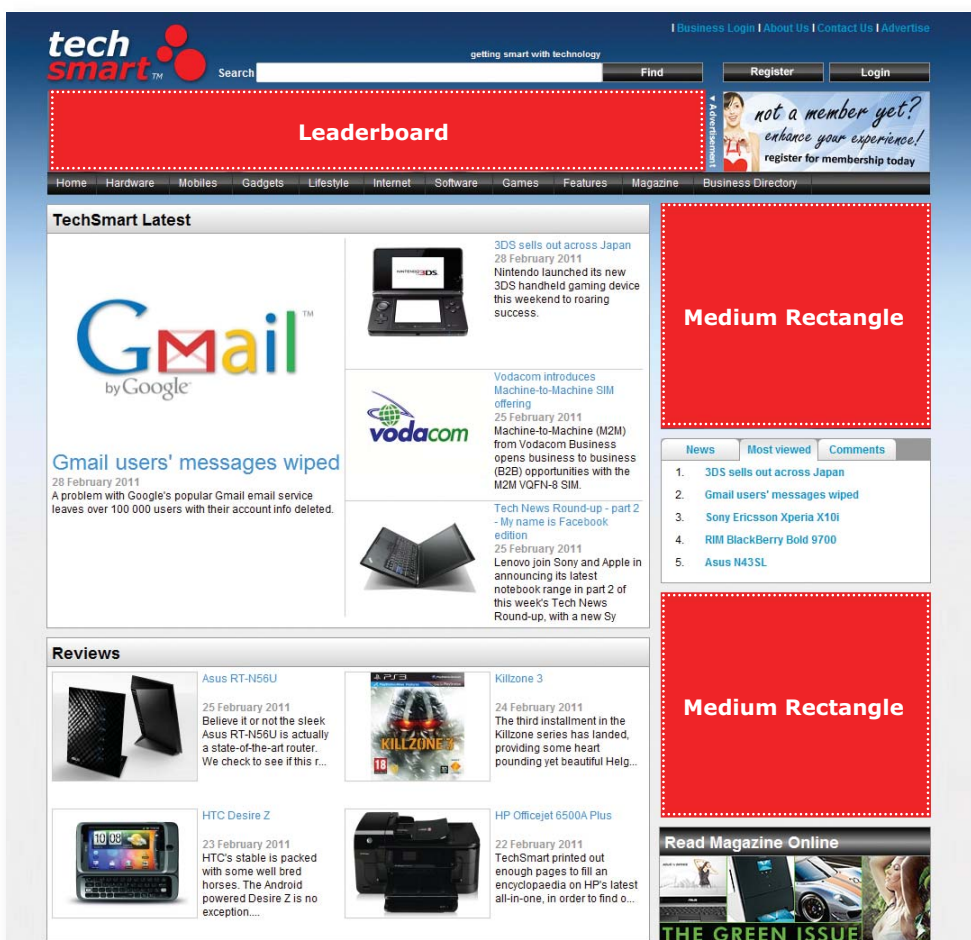 I Business Login I About Us I Contact Us I Advertise
tech
smart TM
getting smart with technology
Search
Find
Register
Login
Leaderboard
▼ Advertisement
not a member yet?
enhance your experience!
register for membership today
Home Hardware Mobiles Gadgets Lifestyle Internet Software Games Features Magazine Business Directory
TechSmart Latest
Gmail TM
by Google
Gmail users' messages wiped
28 February 2011
A problem with Google's popular Gmail email service
leaves over 100 000 users with their account info deleted.
NINTENDO 3DS
3DS sells out across Japan
28 February 2011
Nintendo launched its new
3DS handheld gaming device
this weekend to roaring
success.
vodacom
Vodacom introduces
Machine-to-Machine SIM
offering
25 February 2011
Machine-to-Machine (M2M)
from Vodacom Business
opens business to business
(B2B) opportunities with the
M2M VQFN-8 SIM.
Tech News Round-up - part 2
- My name is Facebook
edition
25 February 2011
Lenovo join Sony and Apple in
announcing its latest
notebook range in part 2 of
this week's Tech News
Round-up, with a new Sy
Medium Rectangle
News Most viewed Comments
1. 3DS sells out across Japan
2. Gmail users' messages wiped
3. Sony Ericsson Xperia X10i
4. RIM BlackBerry Bold 9700
5. Asus N43SL
Medium Rectangle
Reviews
Asus RT-N56U
25 February 2011
Believe it or not the sleek
Asus RT-N56U is actually
a state-of-the-art router.
We check to see if this r...
PS3
KILLZONE 3
18
Killzone 3
24 February 2011
The third installment in the
Killzone series has landed,
providing some heart
pounding yet beautiful Helg...
10 08
HTC Desire Z
23 February 2011
HTC's stable is packed
with some well bred
horses. The Android
powered Desire Z is no
exception....
HP Officejet 6500A Plus
22 February 2011
TechSmart printed out
enough pages to fill an
encyclopaedia on HP's latest
all-in-one, in order to find o...
Read Magazine Online
THE GREEN ISSUE